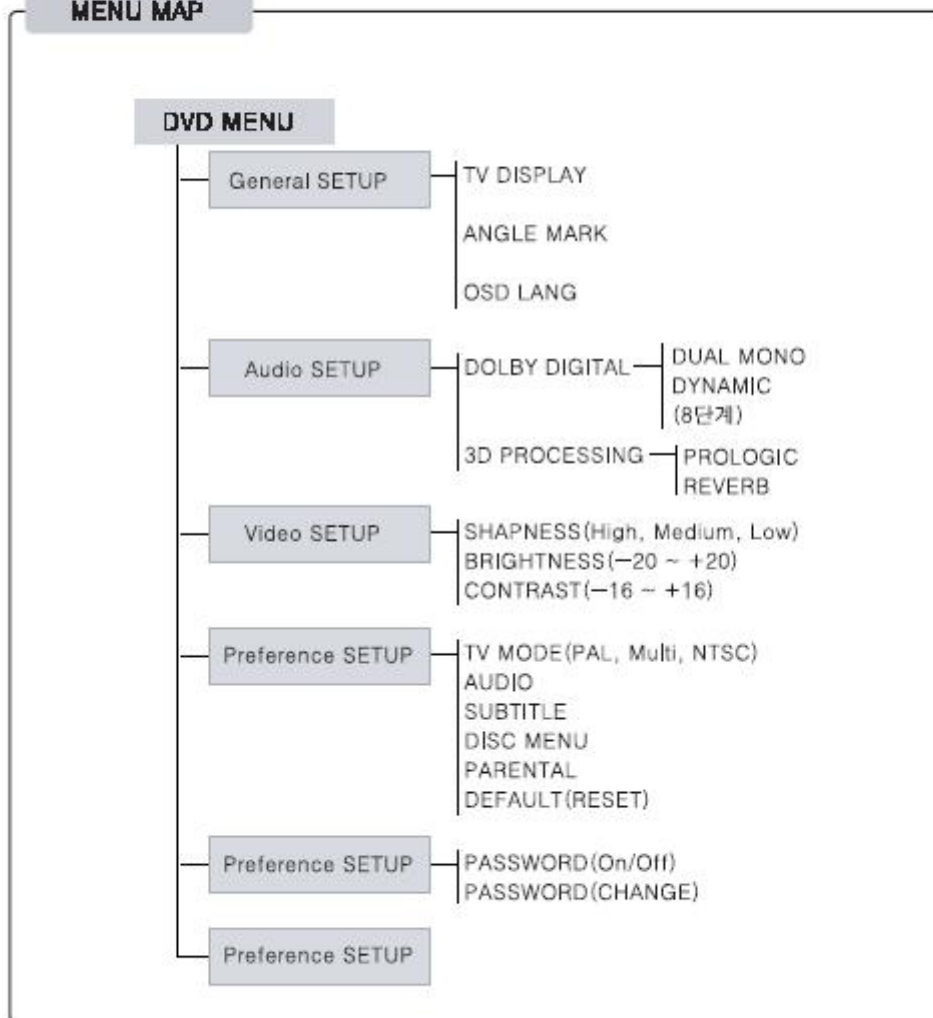 MENU MAP
DVD MENU
General SETUP
TV DISPLAY
ANGLE MARK
OSD LANG
Audio SETUP
DOLBY DIGITAL
DUAL MONO
DYNAMIC
(8단계)
3D PROCESSING
PROLOGIC
REVERB
Video SETUP
SHAPNESS(High, Medium, Low)
BRIGHTNESS(−20 ~ +20)
CONTRAST(−16 ~ +16)
Preference SETUP
TV MODE(PAL, Multi, NTSC)
AUDIO
SUBTITLE
DISC MENU
PARENTAL
DEFAULT(RESET)
Preference SETUP
PASSWORD(On/Off)
PASSWORD(CHANGE)
Preference SETUP